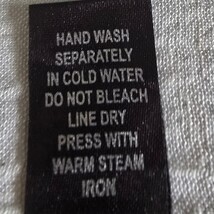 HAND WASH
SEPARATELY
IN COLD WATER
DO NOT BLEACH
LINE DRY
PRESS WITH
WARM STEAM
IRON